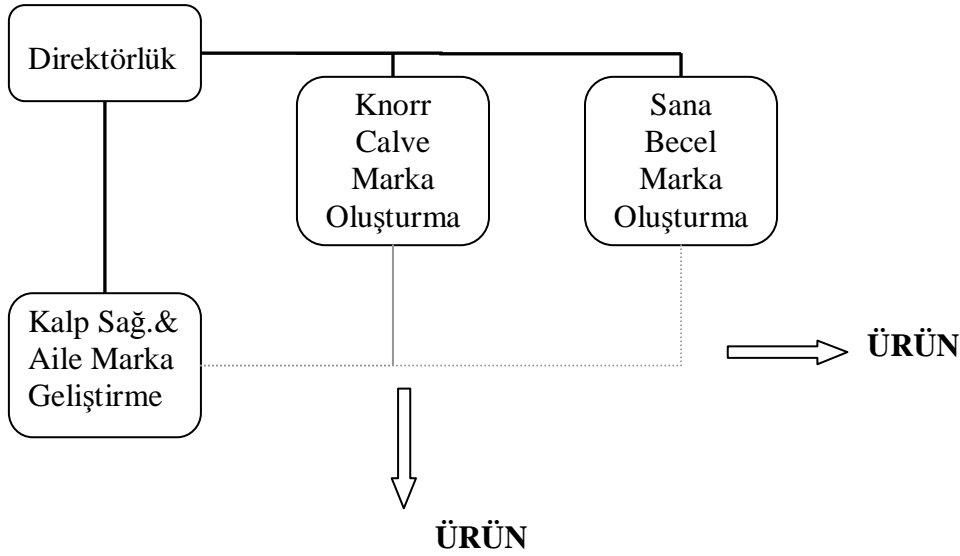 Direktörlük
Knorr
Calve
Marka
Oluşturma
Sana
Becel
Marka
Oluşturma
Kalp Sağ.&
Aile Marka
Geliştirme
ÜRÜN
ÜRÜN